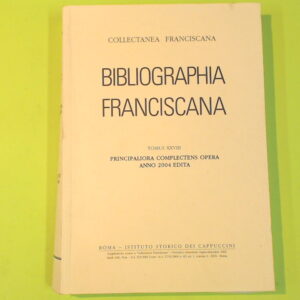 COLLECTANEA FRANCISCANA
BIBLIOGRAPHIA
FRANCISCANA
TOMUS XXVIII
PRINCIPALIORA COMPLECTENS OPERA
ANNO 2004 EDITA
ROMA – ISTITUTO STORICO DEI CAPPUCCINI